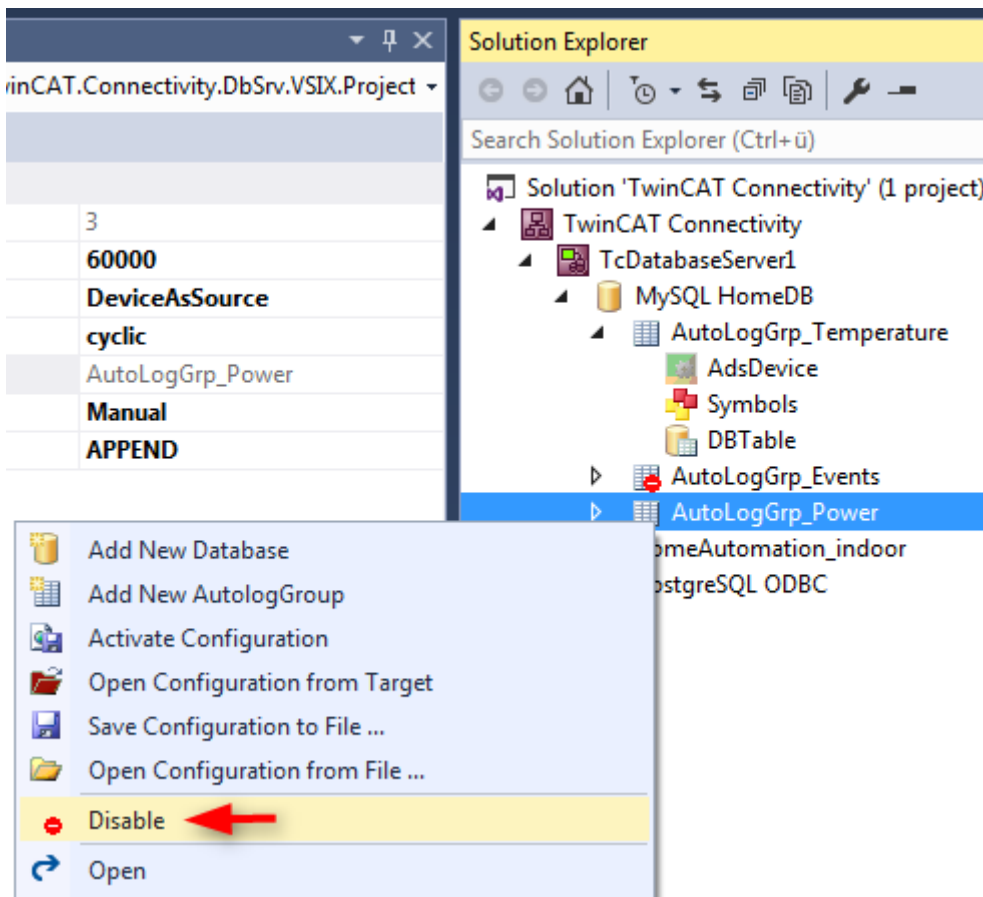 Solution Explorer
inCAT.Connectivity.DbSrv.VSIX.Project
Search Solution Explorer (Ctrl+ü)
Solution 'TwinCAT Connectivity' (1 project)
TwinCAT Connectivity
TcDatabaseServer1
MySQL HomeDB
AutoLogGrp_Temperature
AdsDevice
Symbols
DBTable
AutoLogGrp_Events
AutoLogGrp_Power
omeAutomation_indoor
ostgreSQL ODBC
3
60000
DeviceAsSource
cyclic
AutoLogGrp_Power
Manual
APPEND
Add New Database
Add New AutologGroup
Activate Configuration
Open Configuration from Target
Save Configuration to File ...
Open Configuration from File ...
Disable
Open